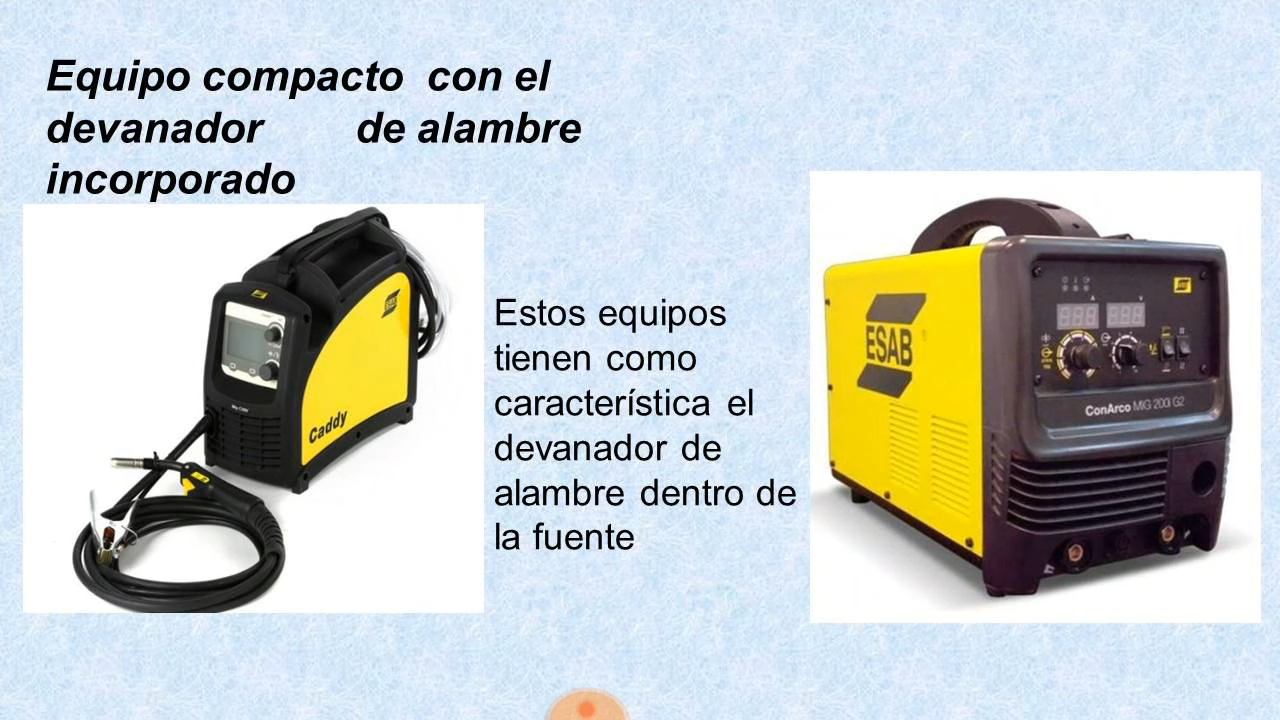 Equipo compacto con el
devanador de alambre
incorporado
Estos equipos
tienen como
característica el
devanador de
alambre dentro de
la fuente
ESAB
Caddy
ESAB
A V
ConArco MIG 200i G2